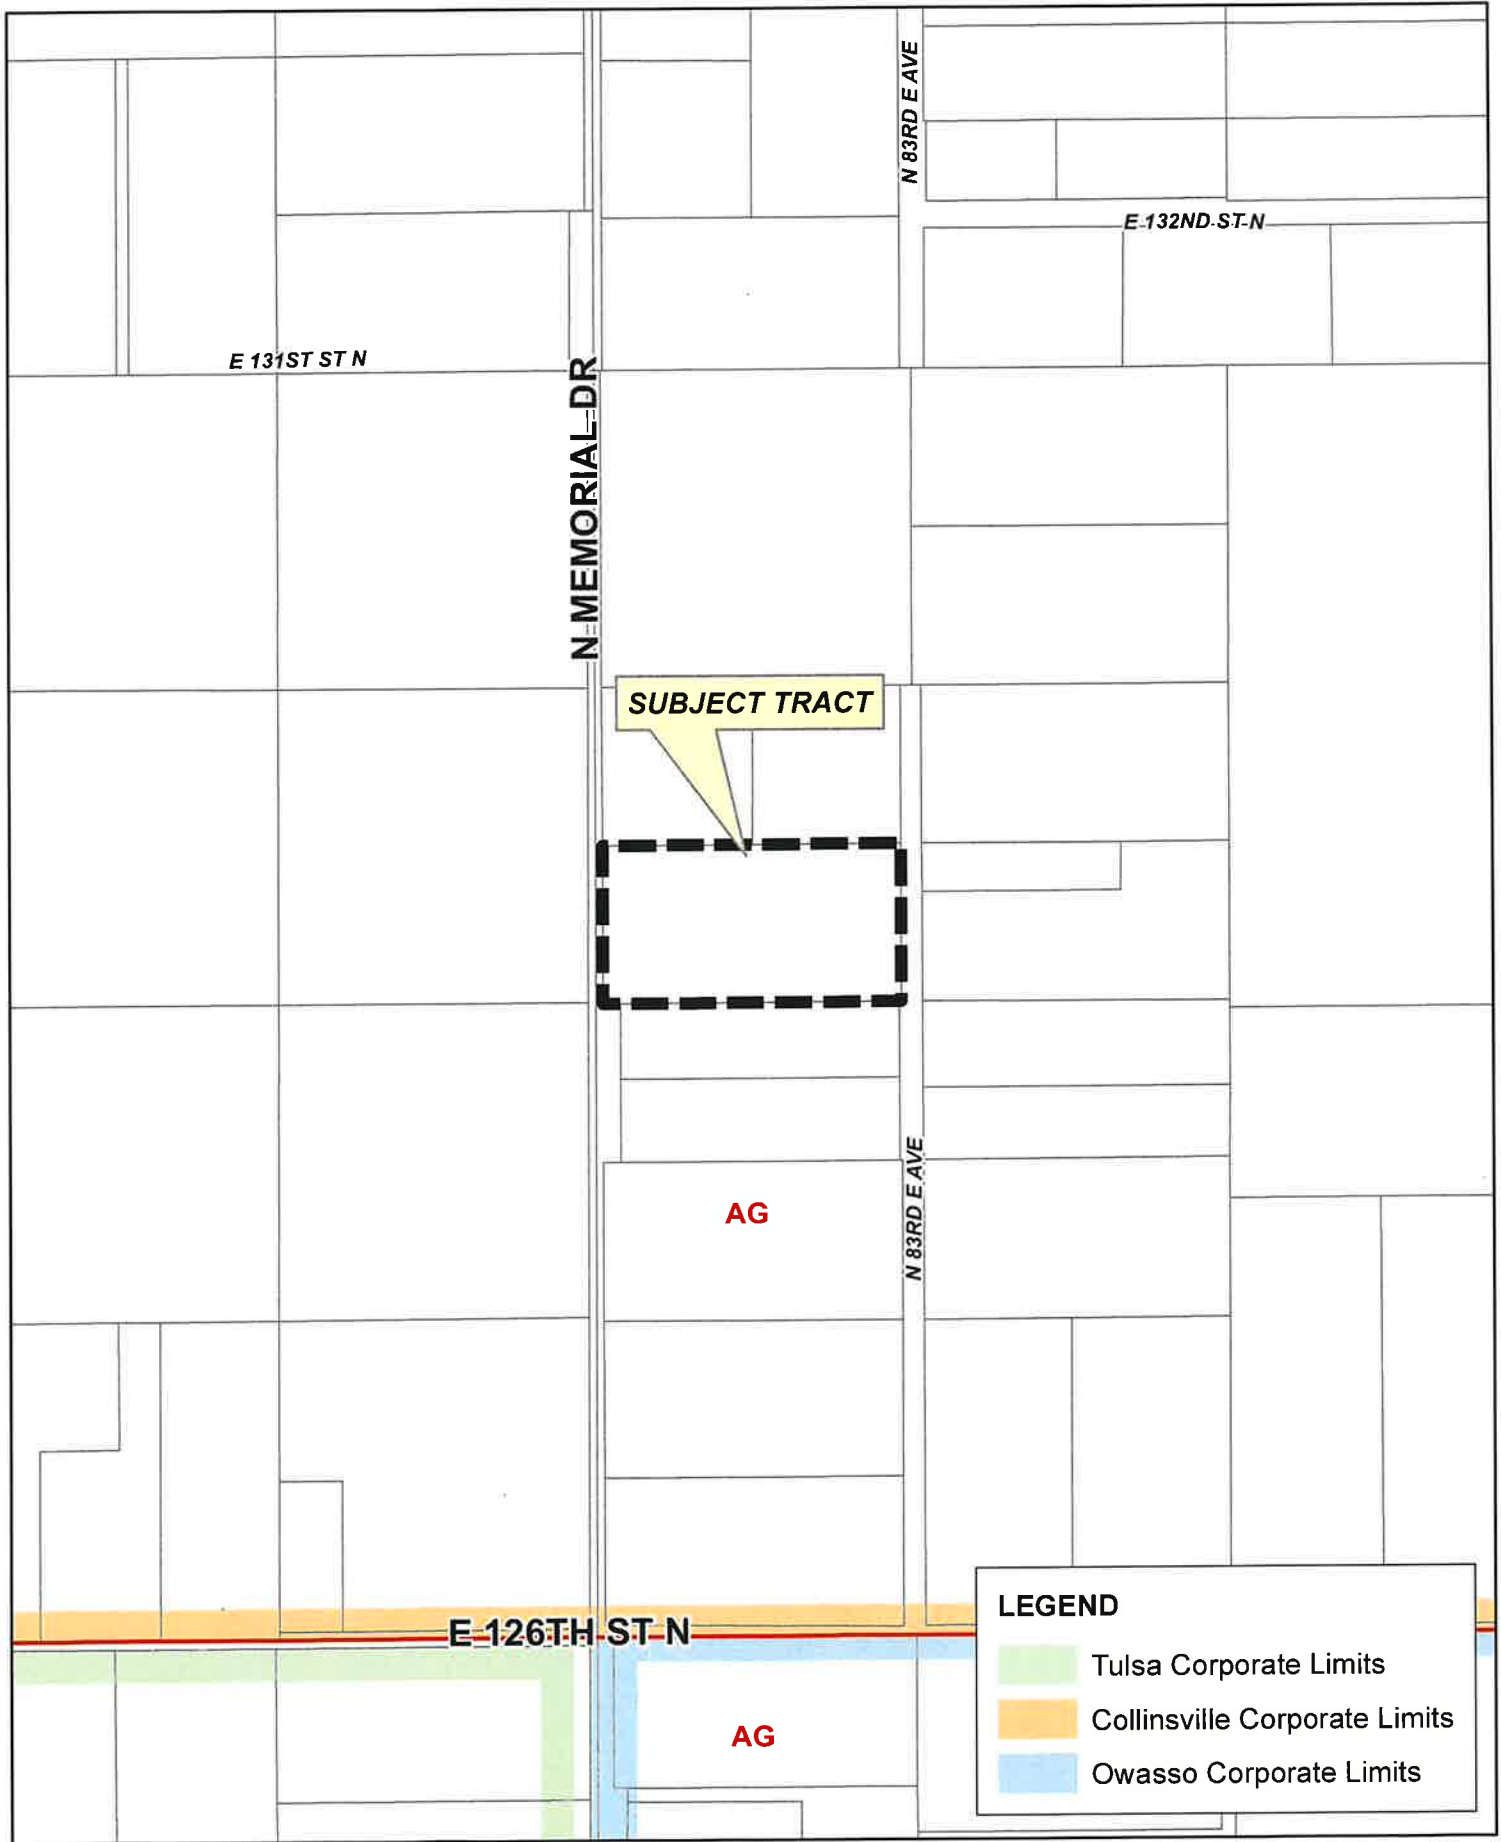 N 83RD E AVE
E 132ND ST N
E 131ST ST N
N MEMORIAL DR
SUBJECT TRACT
AG
N 83RD E AVE
E 126TH ST N
AG
LEGEND
Tulsa Corporate Limits
Collinsville Corporate Limits
Owasso Corporate Limits